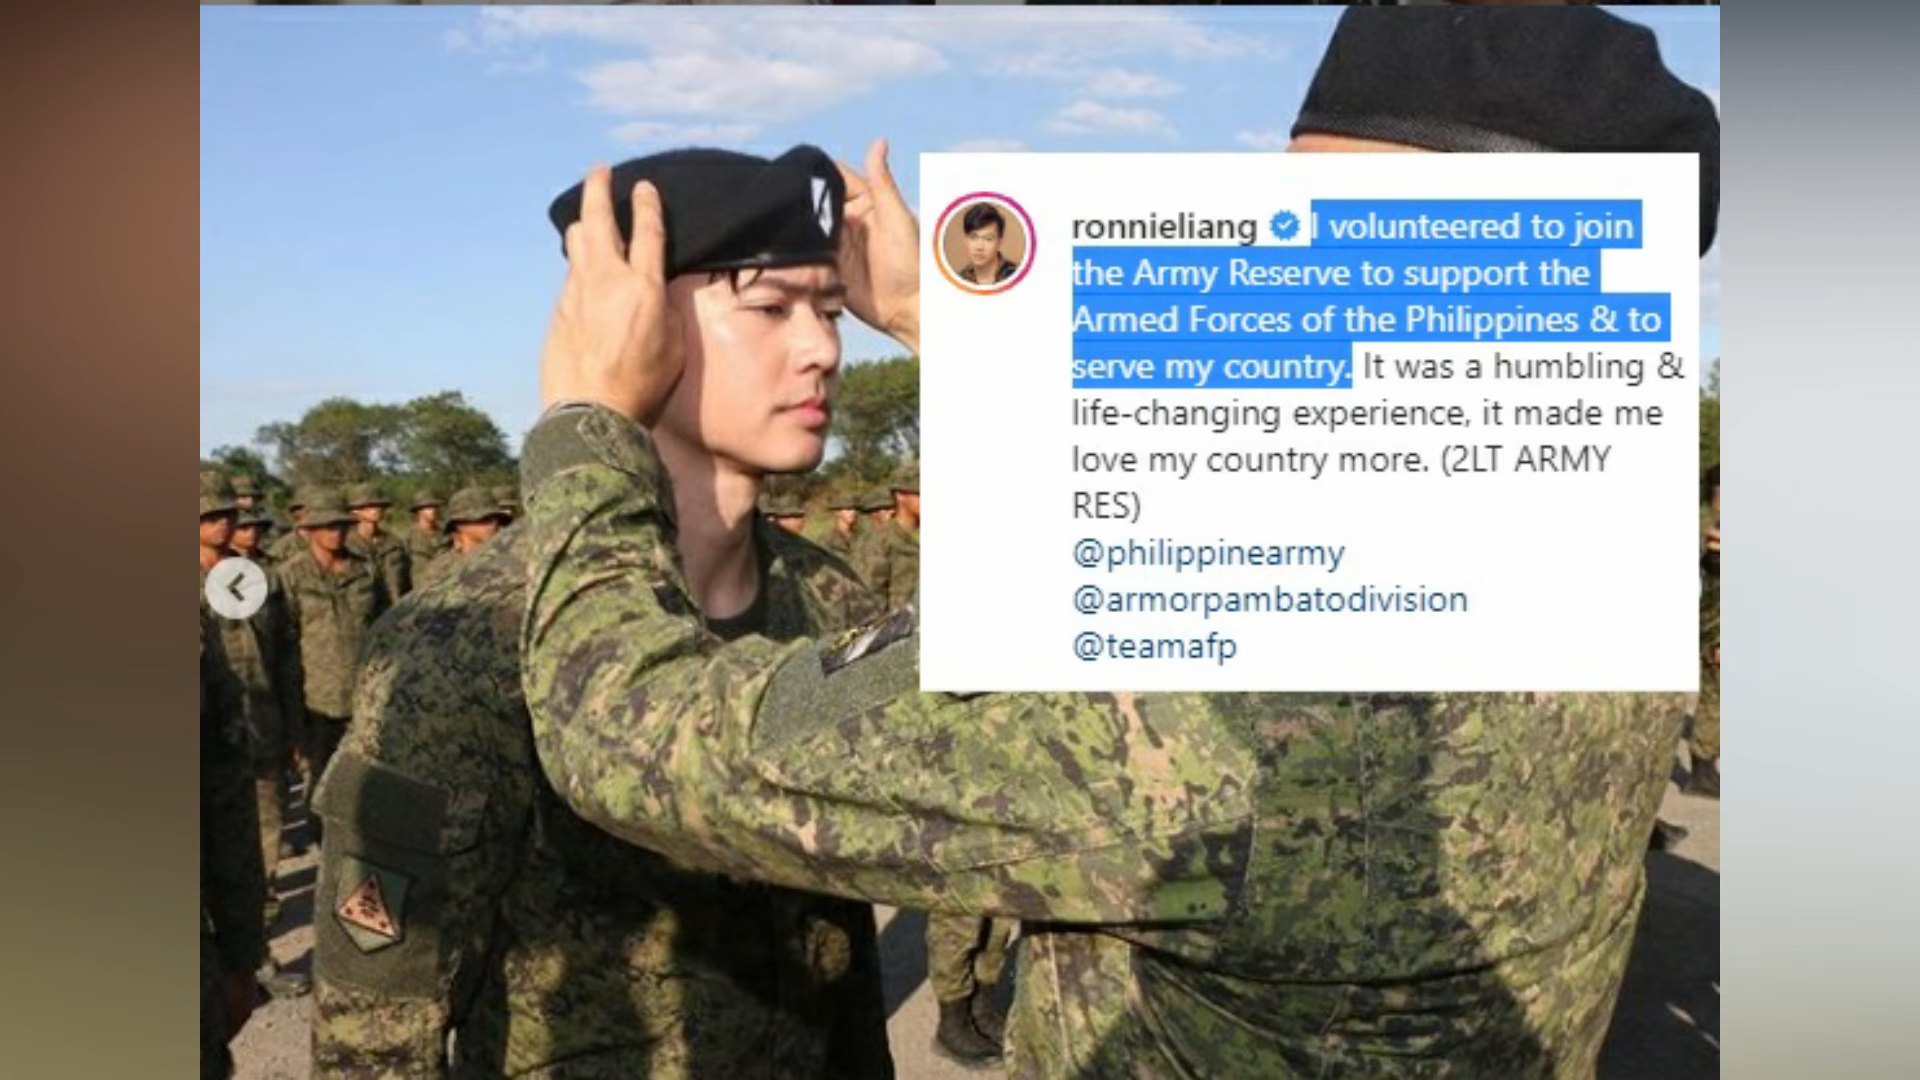 ronnieliang I volunteered to join
the Army Reserve to support the
Armed Forces of the Philippines & to
serve my country. It was a humbling &
life-changing experience, it made me
love my country more. (2LT ARMY
RES)
@philippinearmy
@armorpambatodivision
@teamafp